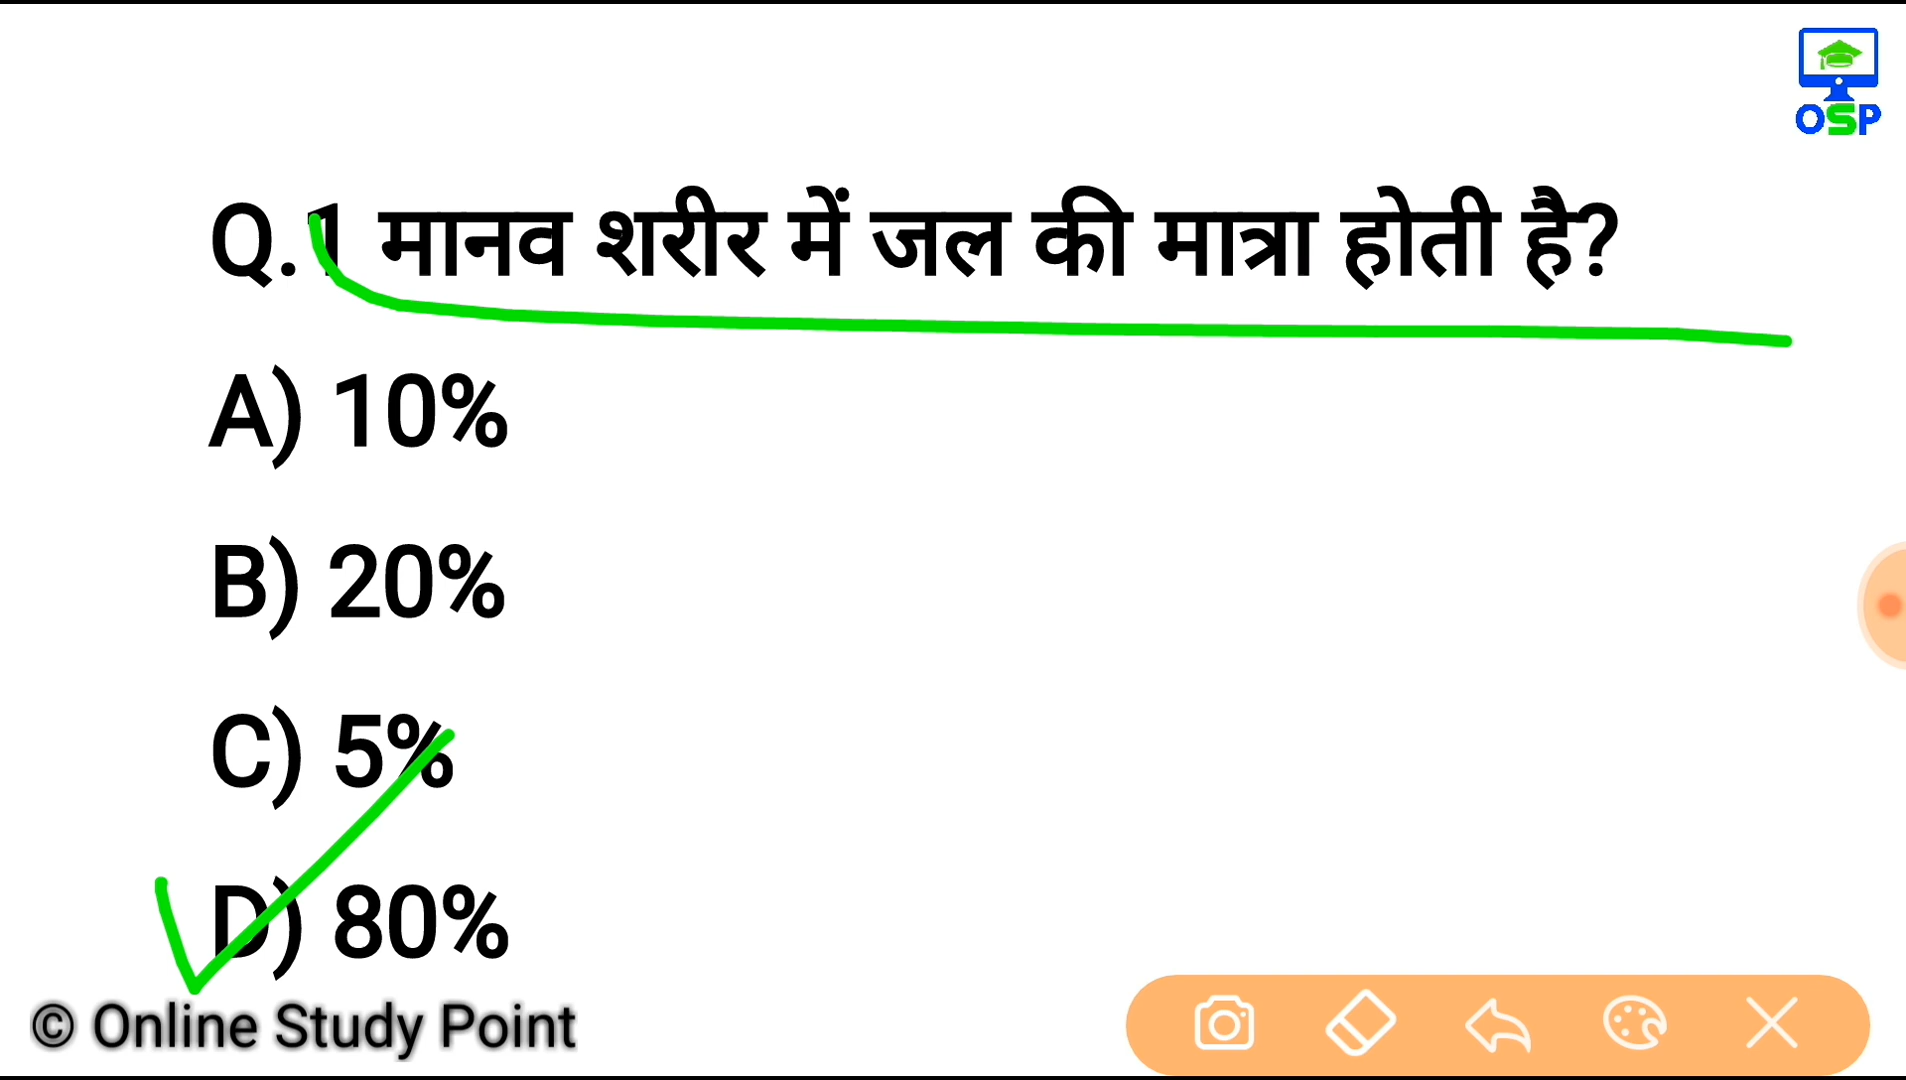 OSP
Q.1 मानव शरीर में जल की मात्रा होती है?
A) 10%
B) 20%
C) 5%
D) 80%
© Online Study Point